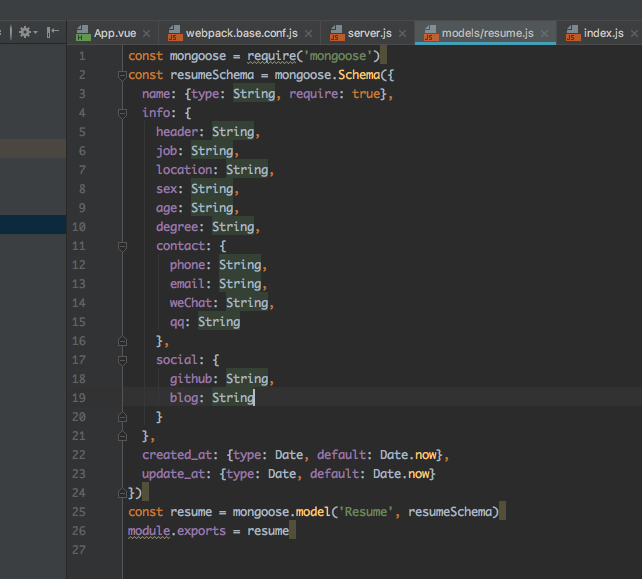 App.vue
webpack.base.conf.js
server.js
models/resume.js
index.js
1 const mongoose = require('mongoose')
2 const resumeSchema = mongoose.Schema({
3 name: {type: String, require: true},
4 info: {
5 header: String,
6 job: String,
7 location: String,
8 sex: String,
9 age: String,
10 degree: String,
11 contact: {
12 phone: String,
13 email: String,
14 weChat: String,
15 qq: String
16 },
17 social: {
18 github: String,
19 blog: String
20 }
21 },
22 created_at: {type: Date, default: Date.now},
23 update_at: {type: Date, default: Date.now}
24 })
25 const resume = mongoose.model('Resume', resumeSchema)
26 module.exports = resume
27